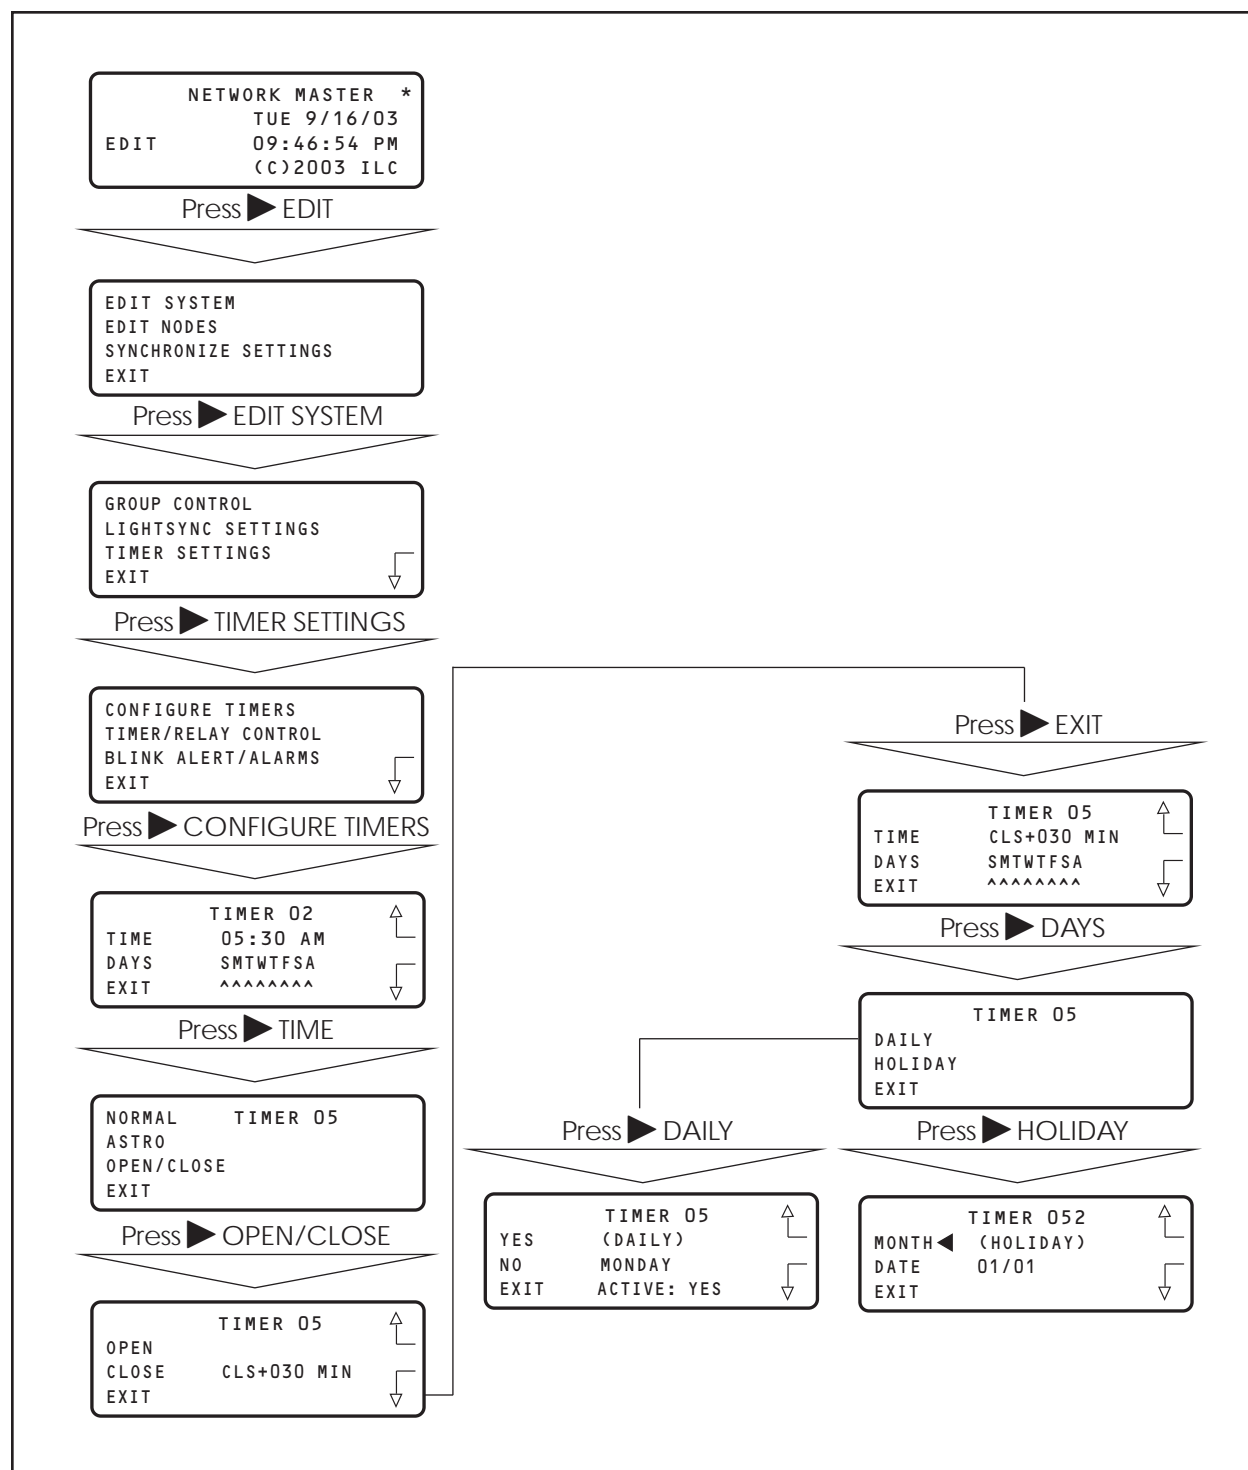 NETWORK MASTER *
TUE 9/16/03
EDIT 09:46:54 PM
(C)2003 ILC
Press ▶ EDIT
EDIT SYSTEM
EDIT NODES
SYNCHRONIZE SETTINGS
EXIT
Press ▶ EDIT SYSTEM
GROUP CONTROL
LIGHTSYNC SETTINGS
TIMER SETTINGS
EXIT
Press ▶ TIMER SETTINGS
CONFIGURE TIMERS
TIMER/RELAY CONTROL
BLINK ALERT/ALARMS
EXIT
Press ▶ CONFIGURE TIMERS
TIMER 02
TIME 05:30 AM
DAYS SMTWTFSA
EXIT ^^^^^^^^
Press ▶ TIME
NORMAL TIMER 05
ASTRO
OPEN/CLOSE
EXIT
Press ▶ OPEN/CLOSE
TIMER 05
OPEN
CLOSE CLS+030 MIN
EXIT
Press ▶ EXIT
TIMER 05
TIME CLS+030 MIN
DAYS SMTWTFSA
EXIT ^^^^^^^^
Press ▶ DAYS
TIMER 05
DAILY
HOLIDAY
EXIT
Press ▶ DAILY
TIMER 05
YES (DAILY)
NO MONDAY
EXIT ACTIVE: YES
Press ▶ HOLIDAY
TIMER 052
MONTH ◀ (HOLIDAY)
DATE 01/01
EXIT